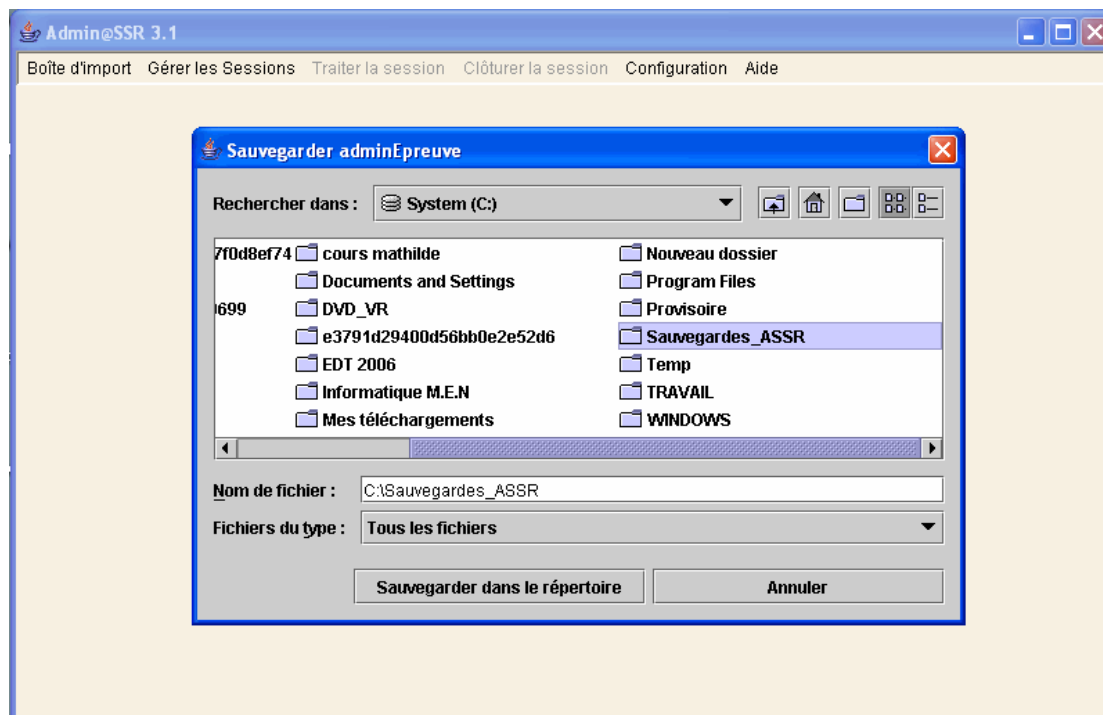 Admin@SSR 3.1
Boîte d'import Gérer les Sessions Traiter la session Clôturer la session Configuration Aide
Sauvegarder adminEpreuve
Rechercher dans : System (C:)
7f0d8ef74 cours mathilde Nouveau dossier
Documents and Settings Program Files
699 DVD_VR Provisoire
e3791d29400d56bb0e2e52d6 Sauvegardes_ASSR
EDT 2006 Temp
Informatique M.E.N TRAVAIL
Mes téléchargements WINDOWS
Nom de fichier : C:\Sauvegardes_ASSR
Fichiers du type : Tous les fichiers
Sauvegarder dans le répertoire Annuler